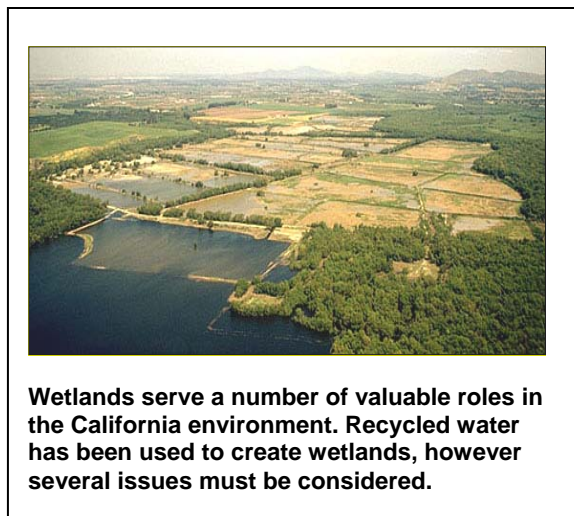 Wetlands serve a number of valuable roles in
the California environment. Recycled water
has been used to create wetlands, however
several issues must be considered.